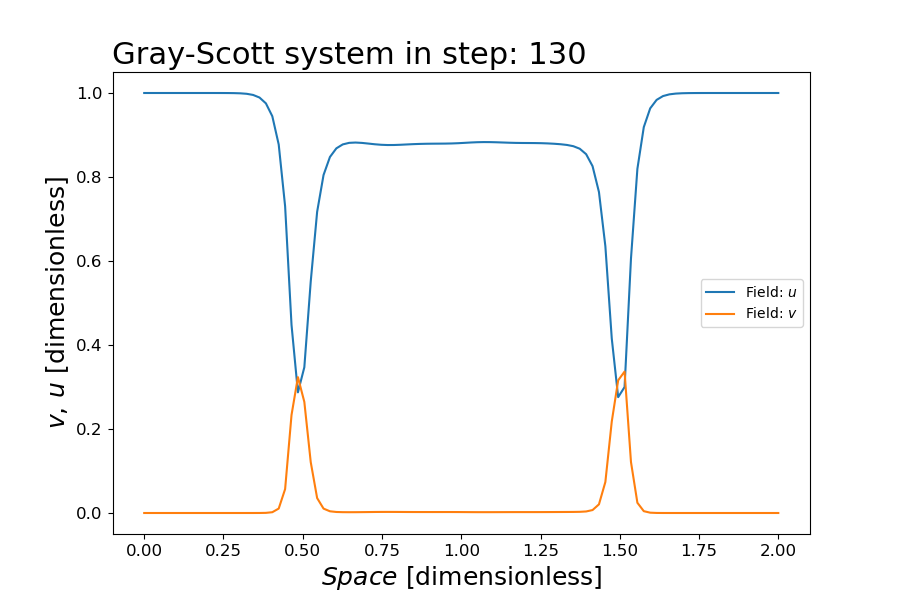 Gray-Scott system in step: 130
v, u [dimensionless]
1.0
0.8
0.6
0.4
0.2
0.0
Field: u
Field: v
0.00 0.25 0.50 0.75 1.00 1.25 1.50 1.75 2.00
Space [dimensionless]